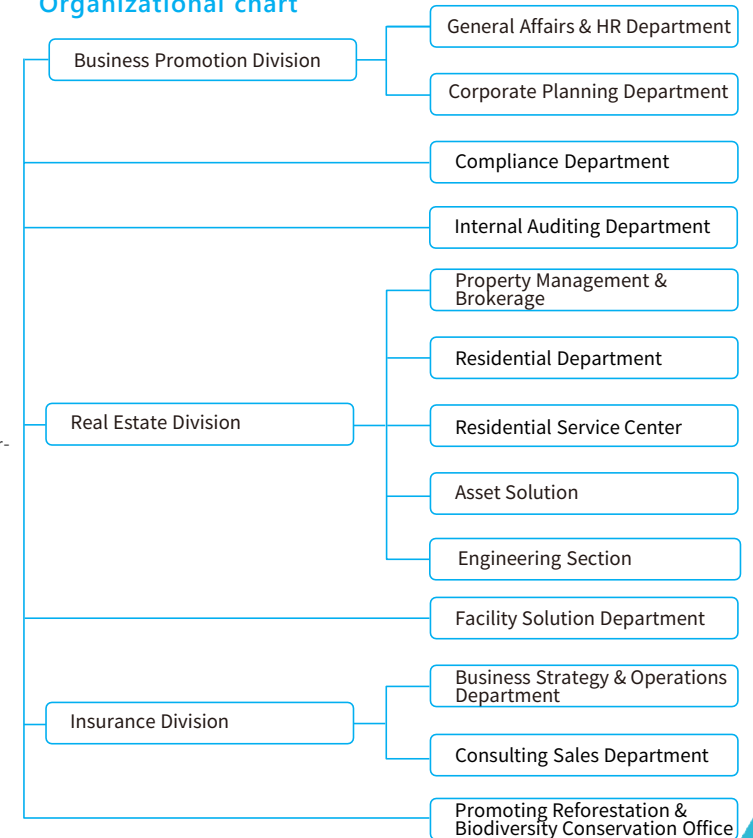 Organizational chart
General Affairs & HR Department
Business Promotion Division
Corporate Planning Department
Compliance Department
Internal Auditing Department
Property Management &
Brokerage
Residential Department
Real Estate Division
Residential Service Center
r-
Asset Solution
Engineering Section
Facility Solution Department
Business Strategy & Operations
Department
Insurance Division
Consulting Sales Department
Promoting Reforestation &
Biodiversity Conservation Office